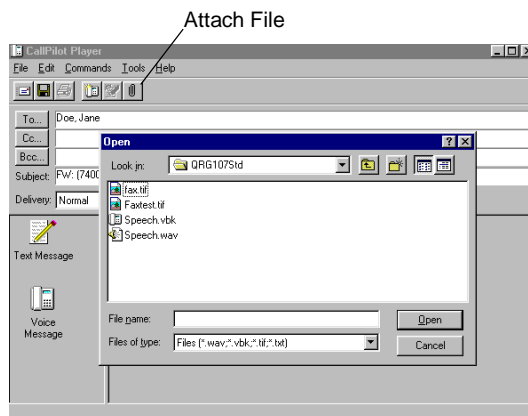 Attach File
CallPilot Player
File Edit Commands Tools Help
To... Doe, Jane
Cc...
Bcc...
Subject: FW: (7400
Delivery: Normal
Text Message
Voice
Message
Open
Look in: QRG107Std
fax.tif
Faxtest.tif
Speech.vbk
Speech.wav
File name: Open
Files of type: Files (*.wav;*.vbk;*.tif;*.txt) Cancel